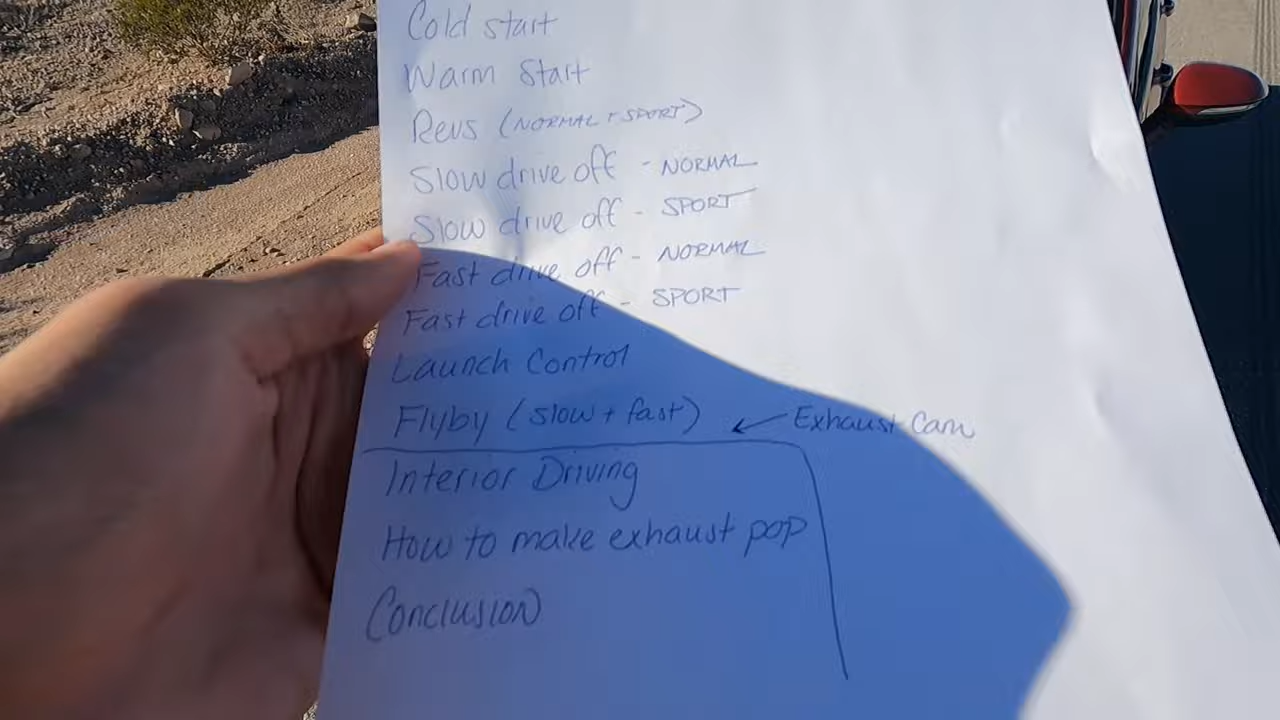 Cold start
Warm Start
Revs (NORMAL + SPORT)
Slow drive off - NORMAL
Slow drive off - SPORT
Fast drive off - NORMAL
Fast drive off - SPORT
Launch Control
Flyby (slow + fast) ← Exhaust Cam
Interior Driving
How to make exhaust pop
Conclusion